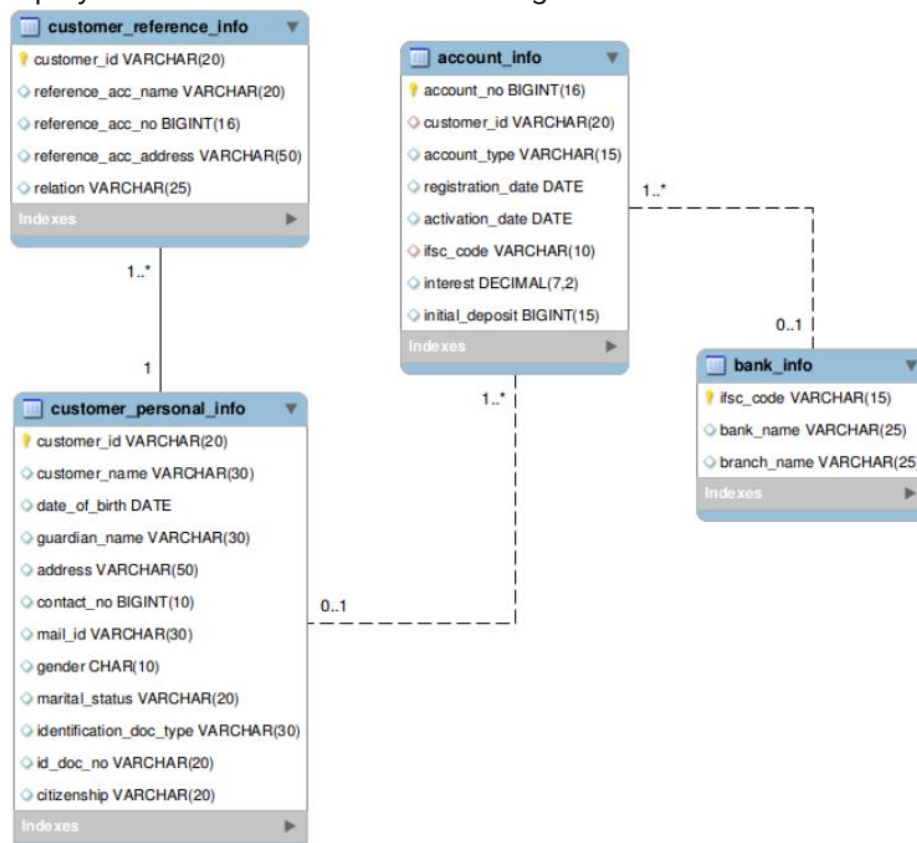 customer_reference_info
customer_id VARCHAR(20)
reference_acc_name VARCHAR(20)
reference_acc_no BIGINT(16)
reference_acc_address VARCHAR(50)
relation VARCHAR(25)
Indexes
1..*
1
customer_personal_info
customer_id VARCHAR(20)
customer_name VARCHAR(30)
date_of_birth DATE
guardian_name VARCHAR(30)
address VARCHAR(50)
contact_no BIGINT(10)
mail_id VARCHAR(30)
gender CHAR(10)
marital_status VARCHAR(20)
identification_doc_type VARCHAR(30)
id_doc_no VARCHAR(20)
citizenship VARCHAR(20)
Indexes
account_info
account_no BIGINT(16)
customer_id VARCHAR(20)
account_type VARCHAR(15)
registration_date DATE
activation_date DATE
ifsc_code VARCHAR(10)
interest DECIMAL(7,2)
initial_deposit BIGINT(15)
Indexes
1..*
0..1
1..*
0..1
bank_info
ifsc_code VARCHAR(15)
bank_name VARCHAR(25)
branch_name VARCHAR(25)
Indexes